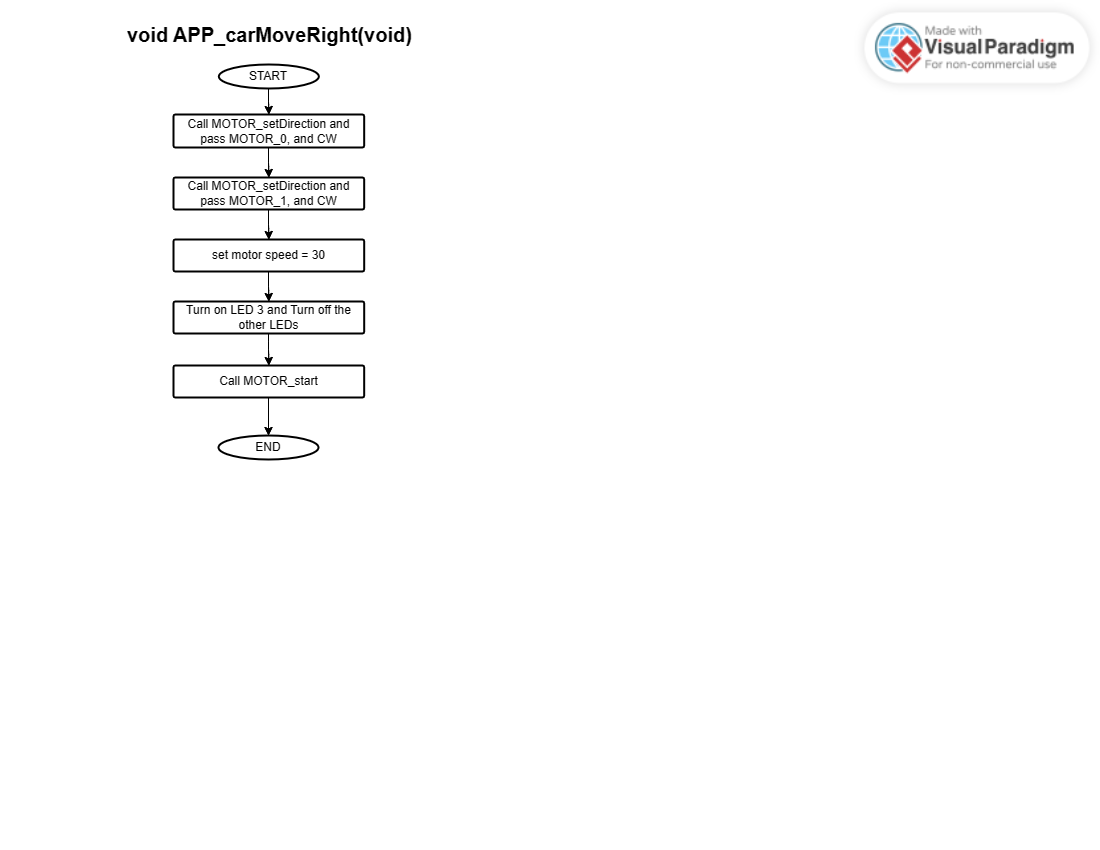 void APP_carMoveRight(void)
Made with
Visual Paradigm
For non-commercial use
START
Call MOTOR_setDirection and
pass MOTOR_0, and CW
Call MOTOR_setDirection and
pass MOTOR_1, and CW
set motor speed = 30
Turn on LED 3 and Turn off the
other LEDs
Call MOTOR_start
END